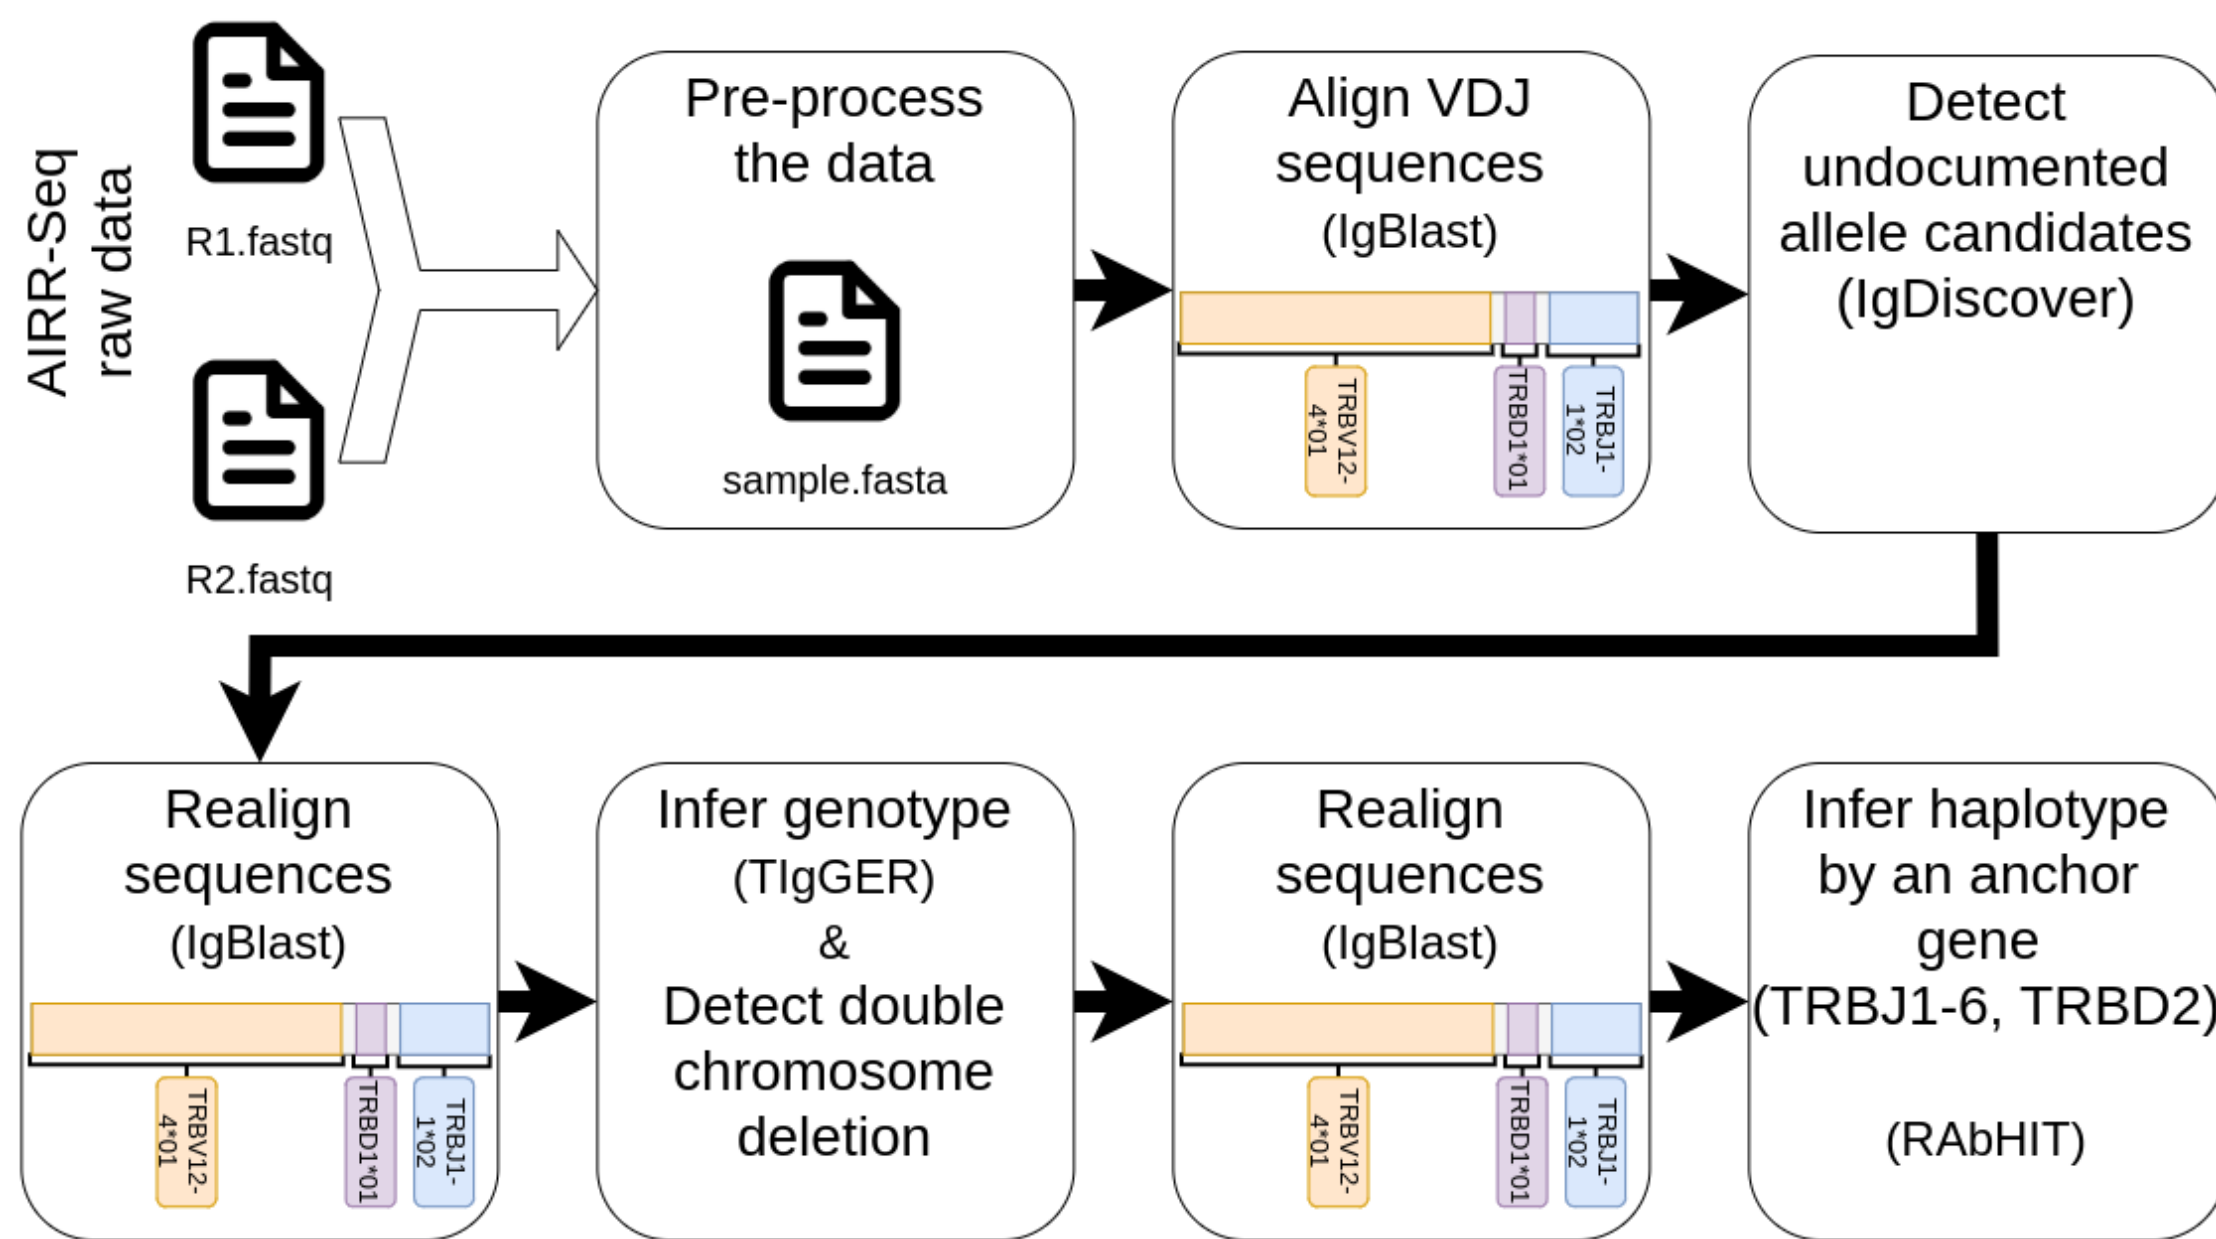 AIRR-Seq
raw data
R1.fastq
R2.fastq
Pre-process
the data
sample.fasta
Align VDJ
sequences
(IgBlast)
TRBV12-
4*01
TRBD1*01
TRBJ1-
1*02
Detect
undocumented
allele candidates
(IgDiscover)
Realign
sequences
(IgBlast)
TRBV12-
4*01
TRBD1*01
TRBJ1-
1*02
Infer genotype
(TIgGER)
&
Detect double
chromosome
deletion
Realign
sequences
(IgBlast)
TRBV12-
4*01
TRBD1*01
TRBJ1-
1*02
Infer haplotype
by an anchor
gene
(TRBJ1-6, TRBD2)
(RAbHIT)